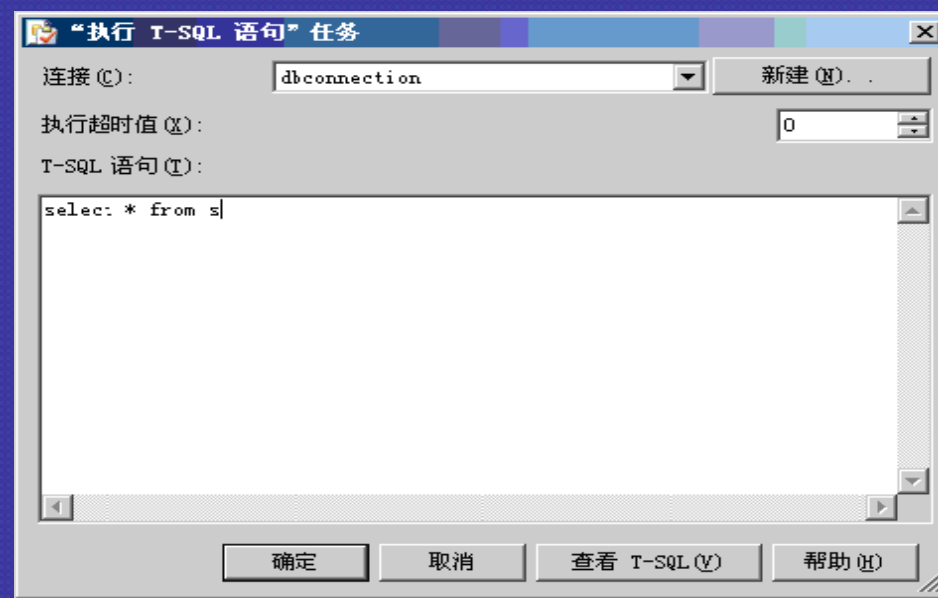 “执行 T-SQL 语句”任务
连接(C): dbconnection 新建(N)...
执行超时值(X): 0
T-SQL 语句(T):
select * from s
确定 取消 查看 T-SQL(V) 帮助(H)